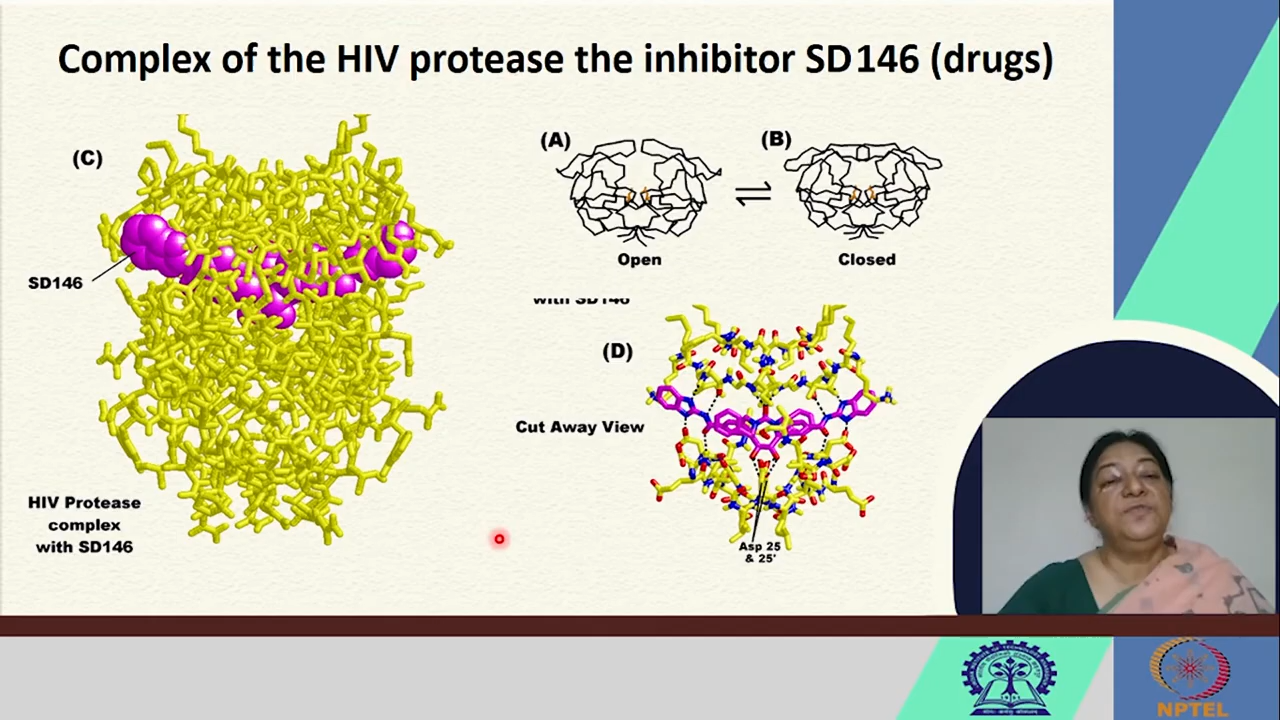 Complex of the HIV protease the inhibitor SD146 (drugs)
(C)
SD146
HIV Protease
complex
with SD146
(A)
(B)
Open
Closed
with SD146
(D)
Cut Away View
Asp 25
& 25'
NPTEL